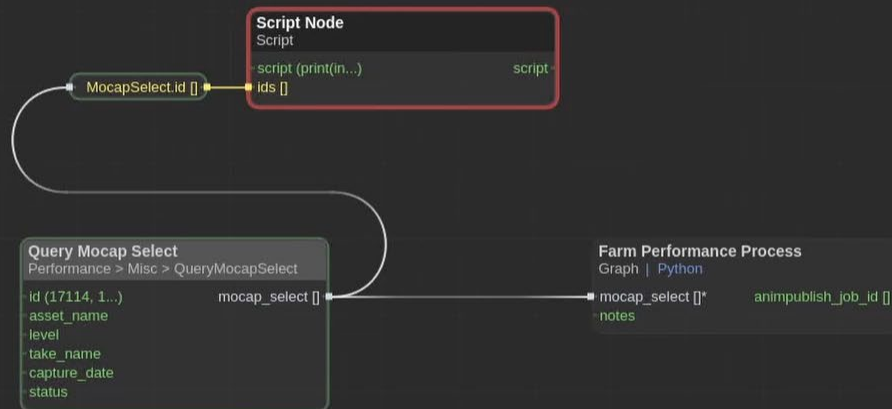 Script Node
Script
script (print(in...) script
MocapSelect.id [] ids []
Query Mocap Select
Performance > Misc > QueryMocapSelect
id (17114, 1...) mocap_select []
asset_name
level
take_name
capture_date
status
Farm Performance Process
Graph | Python
mocap_select []* animpublish_job_id []
notes